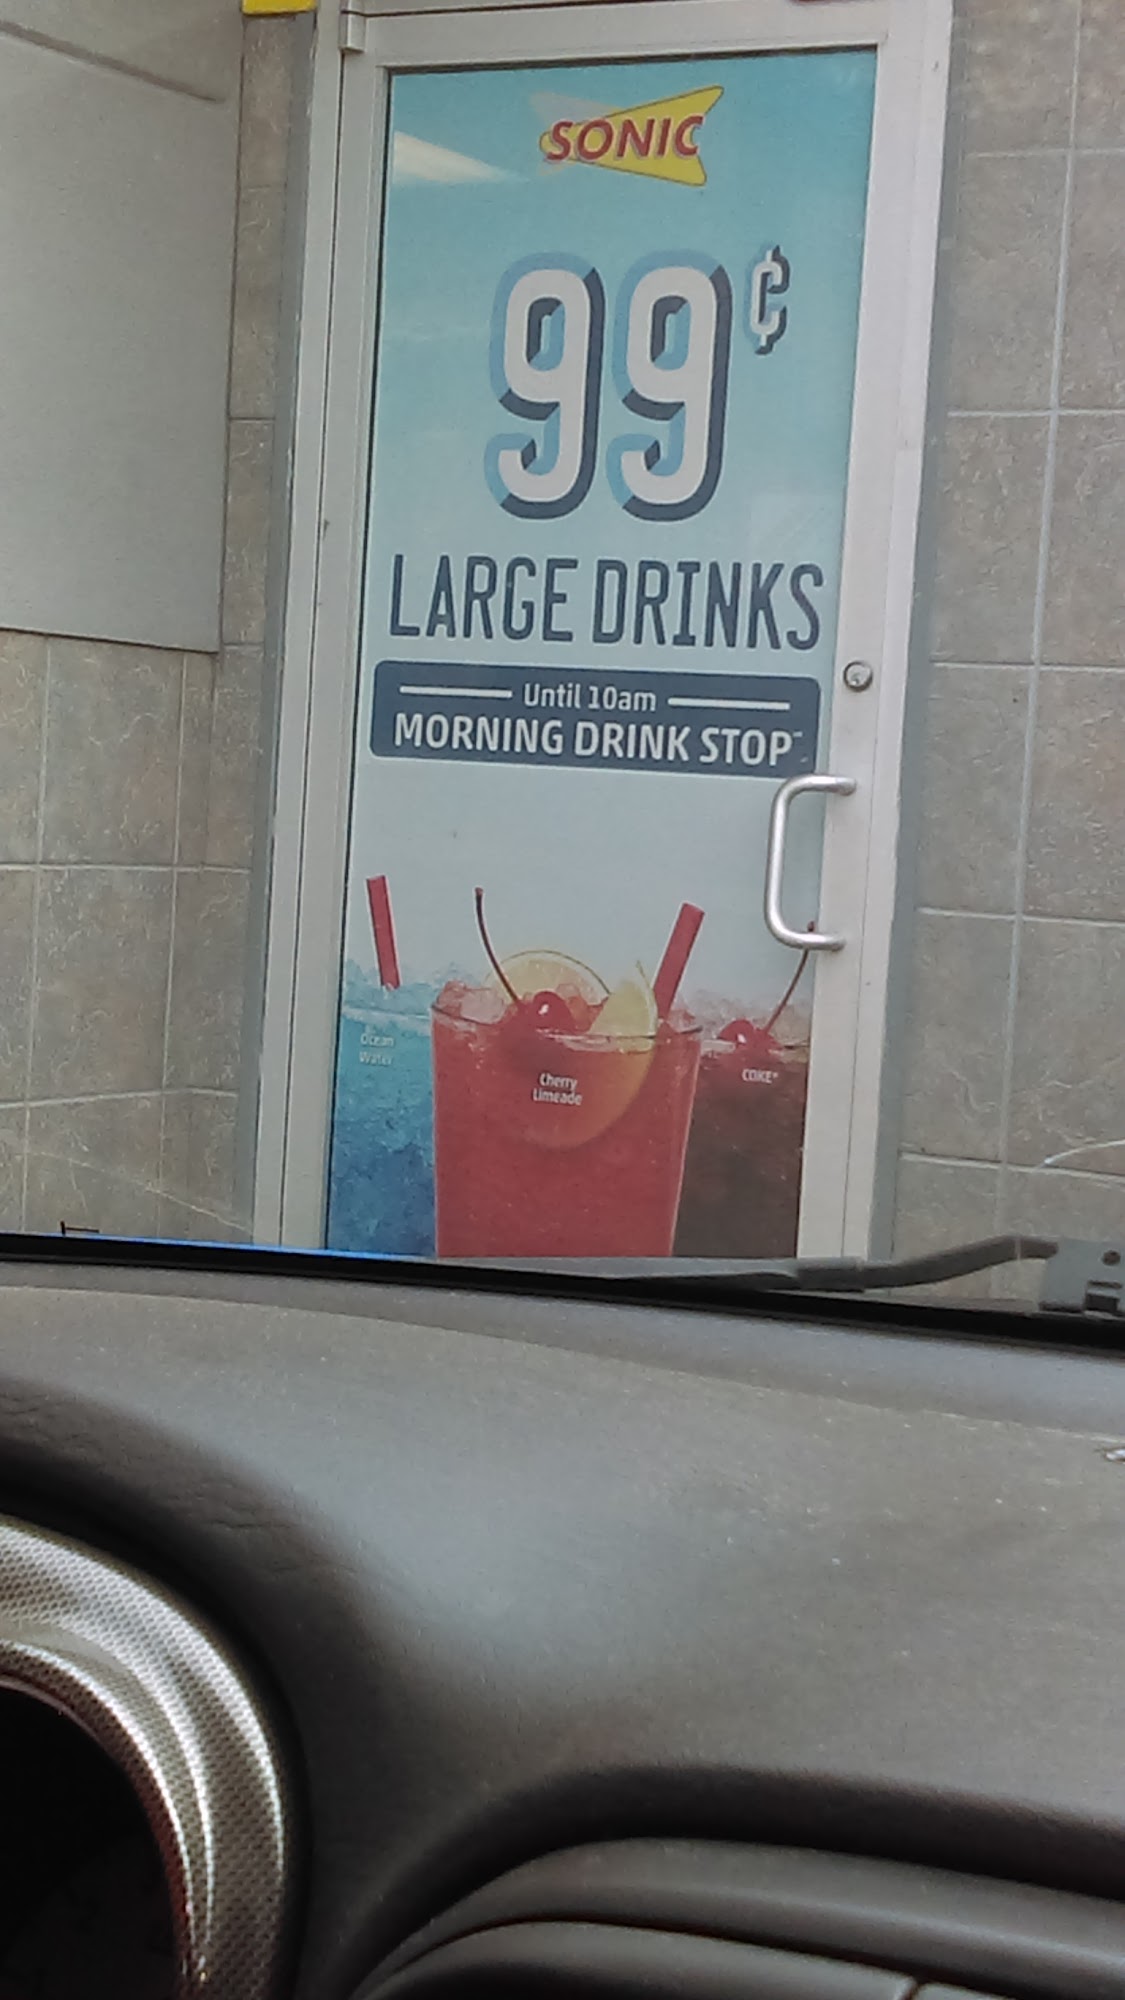 SONIC
99¢
LARGE DRINKS
Until 10am
MORNING DRINK STOP
Ocean
Water
Cherry
Limeade
COKE®